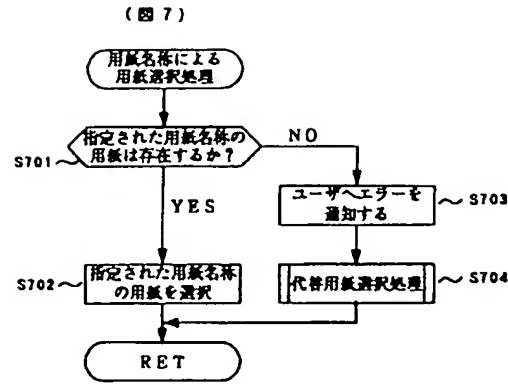 (図7)
用紙名称による
用紙選択処理
指定された用紙名称の
用紙は存在するか?
S701
NO
YES
ユーザへエラーを
通知する
S703
指定された用紙名称
の用紙を選択
S702
代替用紙選択処理
S704
RET